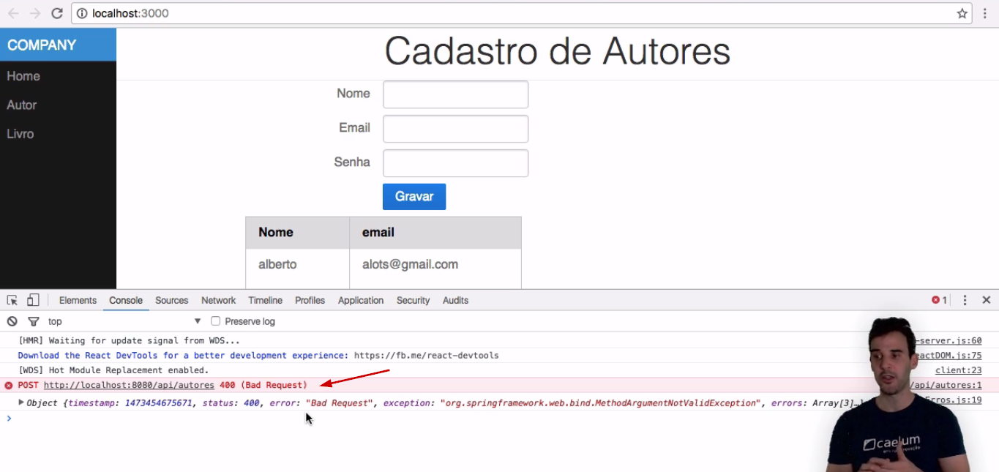 localhost:3000
COMPANY
Home
Autor
Livro
Cadastro de Autores
Nome
Email
Senha
Gravar
Nome email
alberto alots@gmail.com
Elements Console Sources Network Timeline Profiles Application Security Audits 1
top Preserve log
[HMR] Waiting for update signal from WDS... -server.js:60
Download the React DevTools for a better development experience: https://fb.me/react-devtools eactDOM.js:75
[WDS] Hot Module Replacement enabled. client:23
POST http://localhost:8080/api/autores 400 (Bad Request) /api/autores:1
Object {timestamp: 1473454675671, status: 400, error: "Bad Request", exception: "org.springframework.web.bind.MethodArgumentNotValidException", errors: Array[3]…} Erros.js:19
caelum